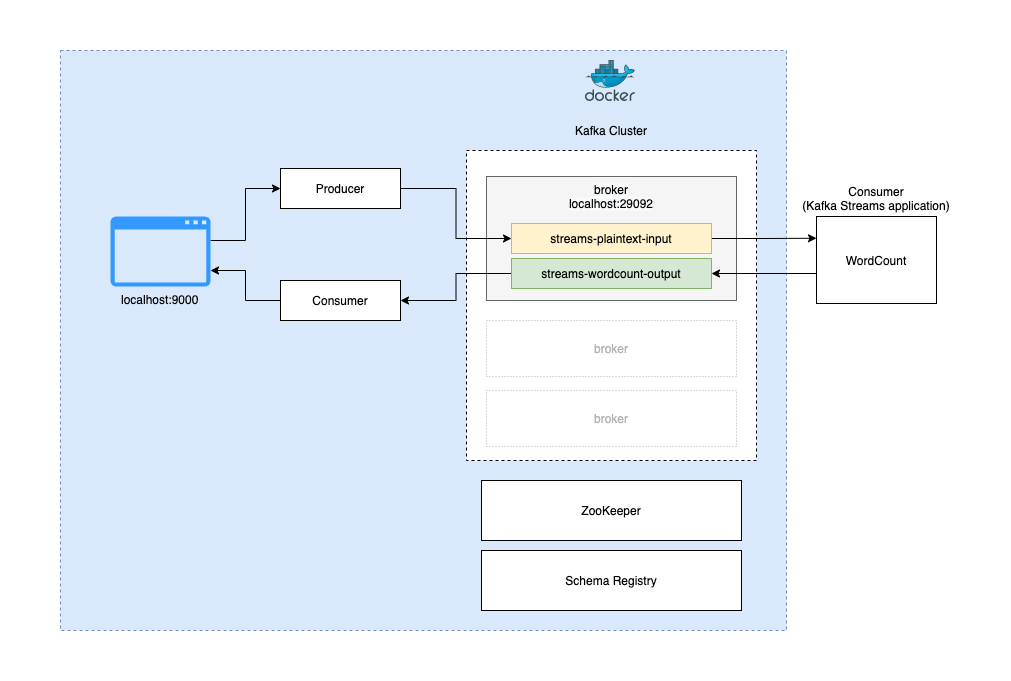 docker
Kafka Cluster
Producer
broker
localhost:29092
streams-plaintext-input
streams-wordcount-output
Consumer
(Kafka Streams application)
WordCount
localhost:9000
Consumer
broker
broker
ZooKeeper
Schema Registry